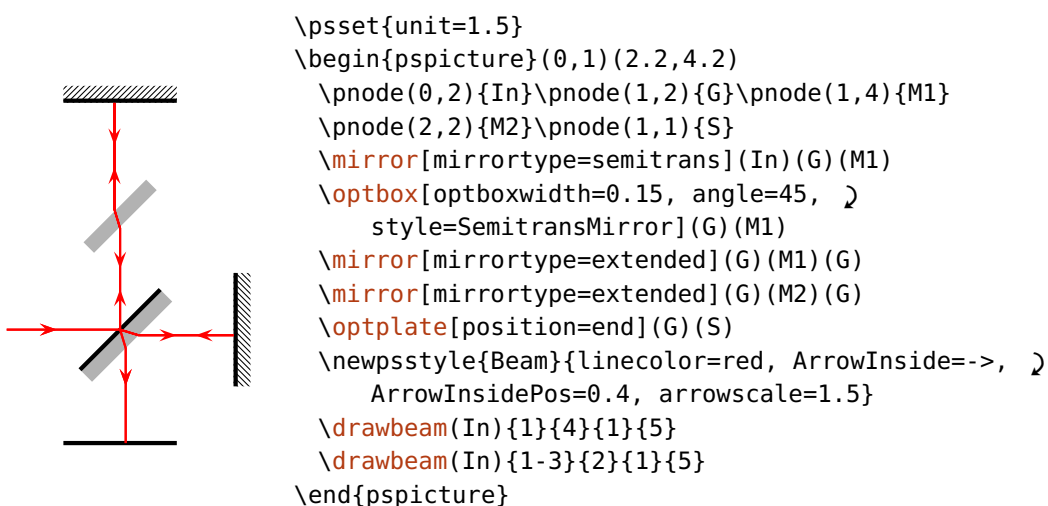 \psset{unit=1.5}
\begin{pspicture}(0,1)(2.2,4.2)
\pnode(0,2){In}\pnode(1,2){G}\pnode(1,4){M1}
\pnode(2,2){M2}\pnode(1,1){S}
\mirror[mirrortype=semitrans](In)(G)(M1)
\optbox[optboxwidth=0.15, angle=45,
style=SemitransMirror](G)(M1)
\mirror[mirrortype=extended](G)(M1)(G)
\mirror[mirrortype=extended](G)(M2)(G)
\optplate[position=end](G)(S)
\newpsstyle{Beam}{linecolor=red, ArrowInside=->,
ArrowInsidePos=0.4, arrowscale=1.5}
\drawbeam(In){1}{4}{1}{5}
\drawbeam(In){1-3}{2}{1}{5}
\end{pspicture}